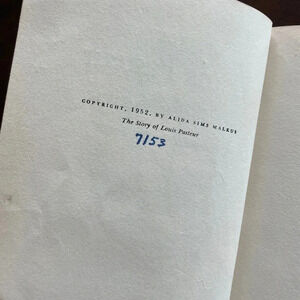 COPYRIGHT, 1952, BY ALIDA SIMS MALKUS
The Story of Louis Pasteur
7153